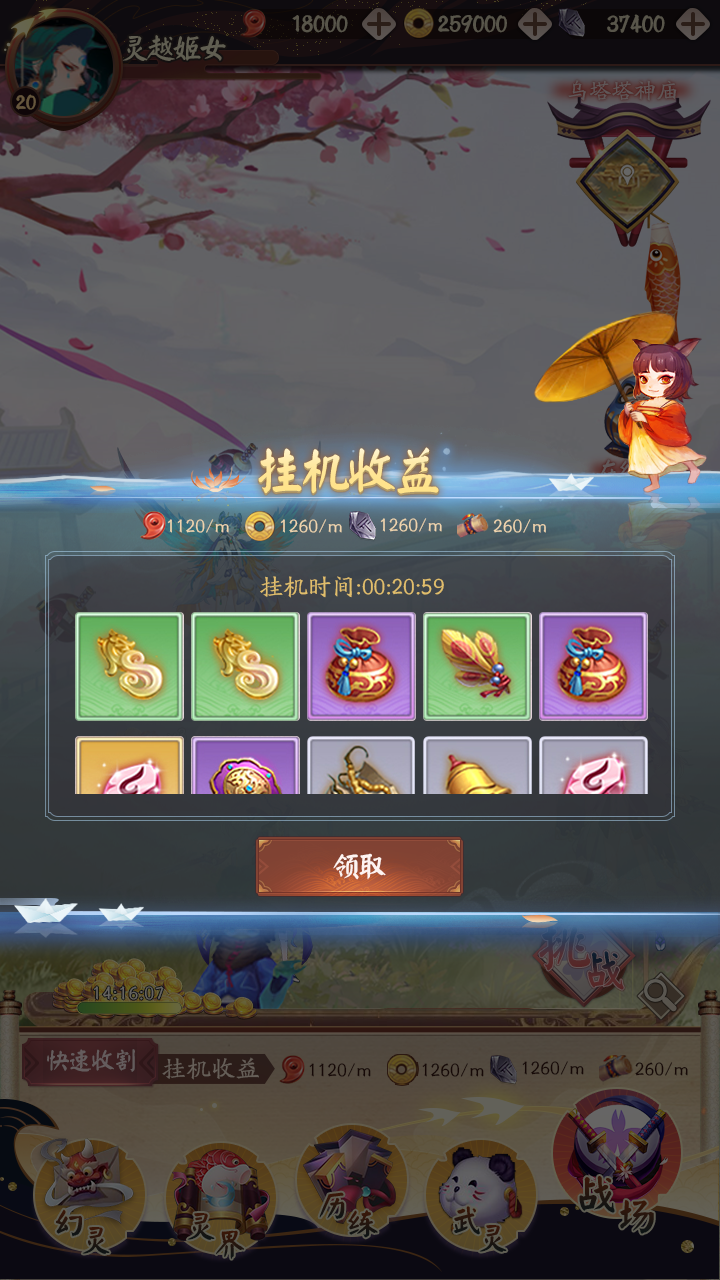 18000 259000 37400
灵越姬女
20
乌塔塔神庙
挂机收益
1120/m 1260/m 1260/m 260/m
挂机时间:00:20:59
领取
挑战
14:16:07
快速收割 挂机收益 1120/m 1260/m 1260/m 260/m
幻灵 灵界 历练 武灵 战场